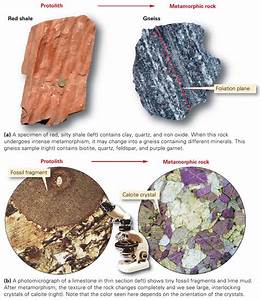 Protolith Metamorphic rock
Red shale
Gneiss
Foliation plane
(a) A specimen of red, silty shale (left) contains clay, quartz, and iron oxide. When this rock
undergoes intense metamorphism, it may change into a gneiss containing different minerals. This
gneiss sample (right) contains biotite, quartz, feldspar, and purple garnet.
Protolith Metamorphic rock
Fossil fragment
Calcite crystal
(b) A photomicrograph of a limestone in thin section (left) shows tiny fossil fragments and lime mud.
After metamorphism, the texture of the rock changes completely and we see large, interlocking
crystals of calcite (right). Note that the color seen here depends on the orientation of the crystals.